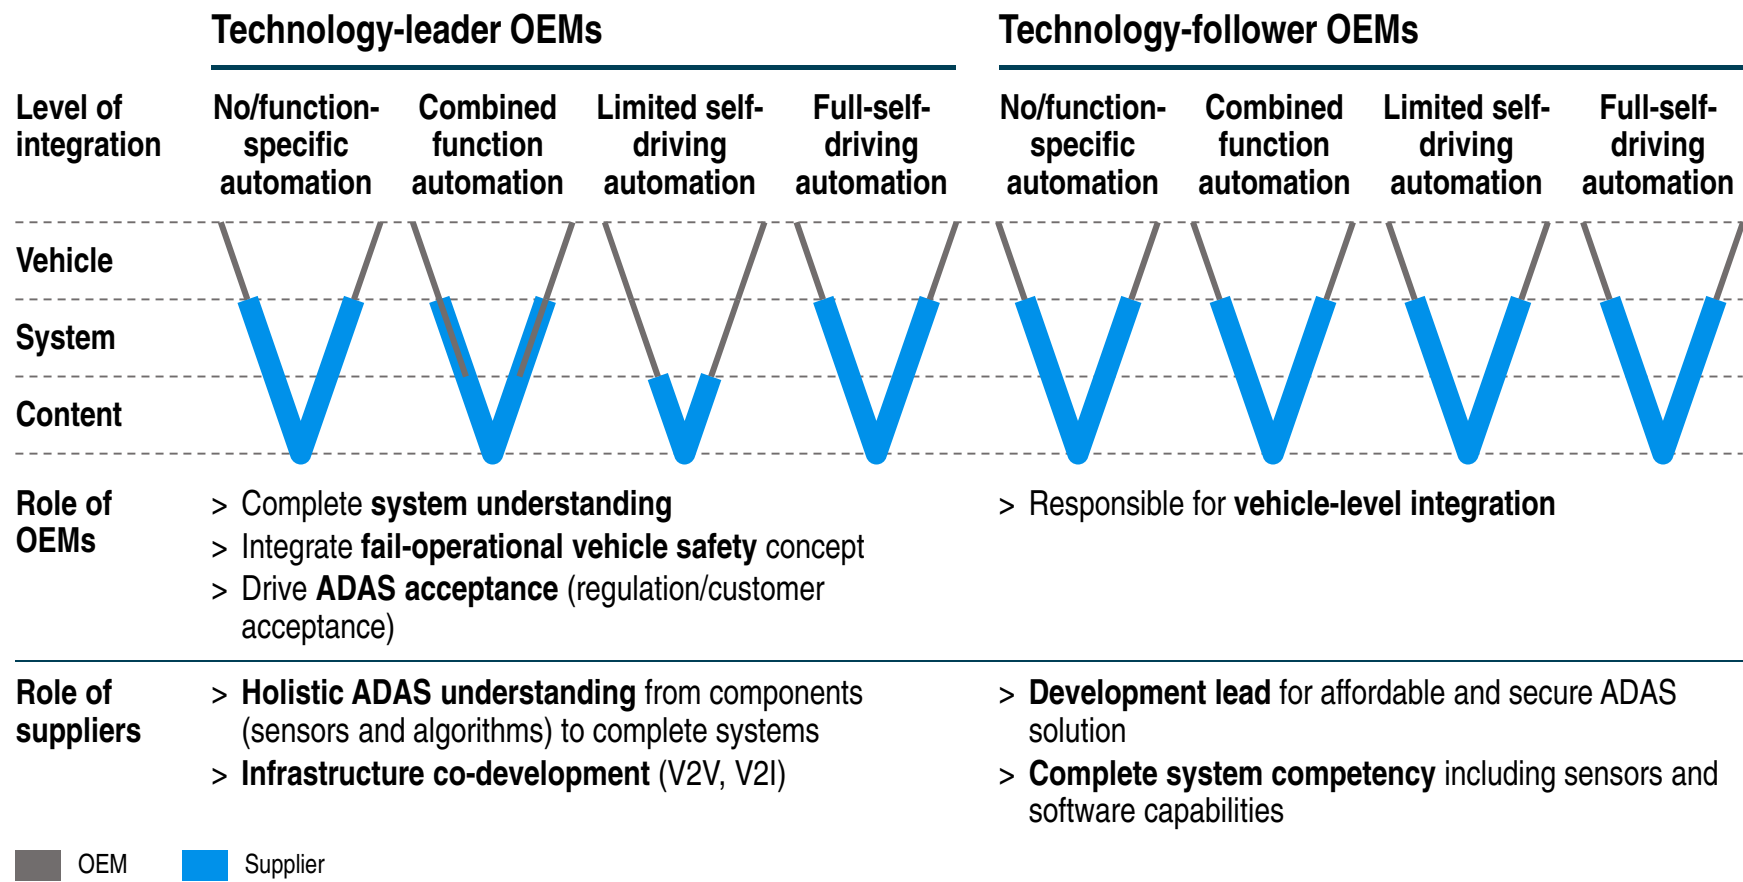 Technology-leader OEMs
Technology-follower OEMs
Level of
integration
No/function-
specific
automation
Combined
function
automation
Limited self-
driving
automation
Full-self-
driving
automation
No/function-
specific
automation
Combined
function
automation
Limited self-
driving
automation
Full-self-
driving
automation
Vehicle
System
Content
Role of
OEMs
> Complete system understanding
> Integrate fail-operational vehicle safety concept
> Drive ADAS acceptance (regulation/customer
acceptance)
> Responsible for vehicle-level integration
Role of
suppliers
> Holistic ADAS understanding from components
(sensors and algorithms) to complete systems
> Infrastructure co-development (V2V, V2I)
> Development lead for affordable and secure ADAS
solution
> Complete system competency including sensors and
software capabilities
OEM
Supplier